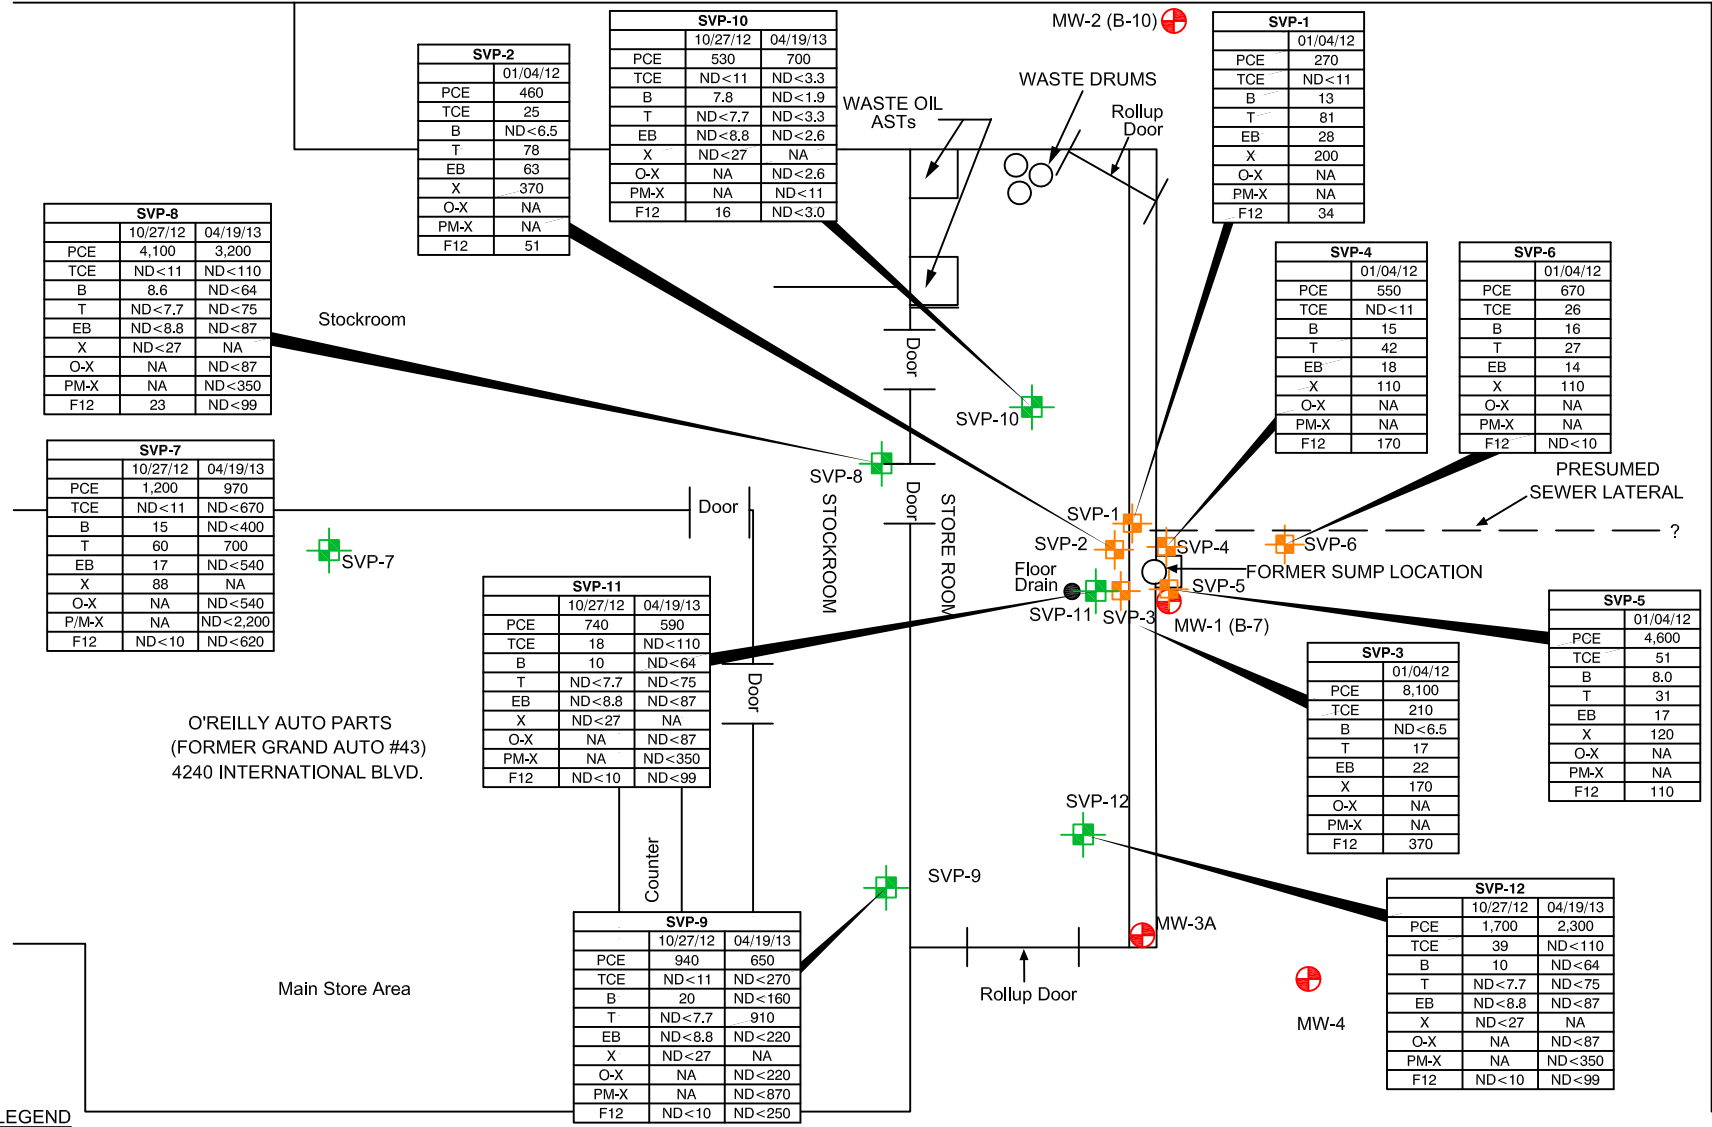 SVP-10
10/27/12 04/19/13
PCE 530 700
TCE ND<11 ND<3.3
B 7.8 ND<1.9
T ND<7.7 ND<3.3
EB ND<8.8 ND<2.6
X ND<27 NA
O-X NA ND<2.6
PM-X NA ND<11
F12 16 ND<3.0
MW-2 (B-10)
SVP-1
01/04/12
PCE 270
TCE ND<11
B 13
T 81
EB 28
X 200
O-X NA
PM-X NA
F12 34
SVP-2
01/04/12
PCE 460
TCE 25
B ND<6.5
T 78
EB 63
X 370
O-X NA
PM-X NA
F12 51
WASTE DRUMS
WASTE OIL
ASTs
Rollup
Door
SVP-8
10/27/12 04/19/13
PCE 4,100 3,200
TCE ND<11 ND<110
B 8.6 ND<64
T ND<7.7 ND<75
EB ND<8.8 ND<87
X ND<27 NA
O-X NA ND<87
PM-X NA ND<350
F12 23 ND<99
Stockroom
SVP-4
01/04/12
PCE 550
TCE ND<11
B 15
T 42
EB 18
X 110
O-X NA
PM-X NA
F12 170
SVP-6
01/04/12
PCE 670
TCE 26
B 16
T 27
EB 14
X 110
O-X NA
PM-X NA
F12 ND<10
Door
SVP-10
SVP-7
10/27/12 04/19/13
PCE 1,200 970
TCE ND<11 ND<670
B 15 ND<400
T 60 700
EB 17 ND<540
X 88 NA
O-X NA ND<540
P/M-X NA ND<2,200
F12 ND<10 ND<620
SVP-8
Door
Door
STOCKROOM
STORE ROOM
PRESUMED
SEWER LATERAL
?
SVP-1
SVP-2
SVP-4
SVP-6
SVP-7
Floor
Drain
FORMER SUMP LOCATION
SVP-5
SVP-11
SVP-3
MW-1 (B-7)
SVP-11
10/27/12 04/19/13
PCE 740 590
TCE 18 ND<110
B 10 ND<64
T ND<7.7 ND<75
EB ND<8.8 ND<87
X ND<27 NA
O-X NA ND<87
PM-X NA ND<350
F12 ND<10 ND<99
Door
SVP-5
01/04/12
PCE 4,600
TCE 51
B 8.0
T 31
EB 17
X 120
O-X NA
PM-X NA
F12 110
SVP-3
01/04/12
PCE 8,100
TCE 210
B ND<6.5
T 17
EB 22
X 170
O-X NA
PM-X NA
F12 370
O'REILLY AUTO PARTS
(FORMER GRAND AUTO #43)
4240 INTERNATIONAL BLVD.
SVP-12
Counter
SVP-9
SVP-9
10/27/12 04/19/13
PCE 940 650
TCE ND<11 ND<270
B 20 ND<160
T ND<7.7 910
EB ND<8.8 ND<220
X ND<27 NA
O-X NA ND<220
PM-X NA ND<870
F12 ND<10 ND<250
SVP-12
10/27/12 04/19/13
PCE 1,700 2,300
TCE 39 ND<110
B 10 ND<64
T ND<7.7 ND<75
EB ND<8.8 ND<87
X ND<27 NA
O-X NA ND<87
PM-X NA ND<350
F12 ND<10 ND<99
MW-3A
Main Store Area
Rollup Door
MW-4
LEGEND